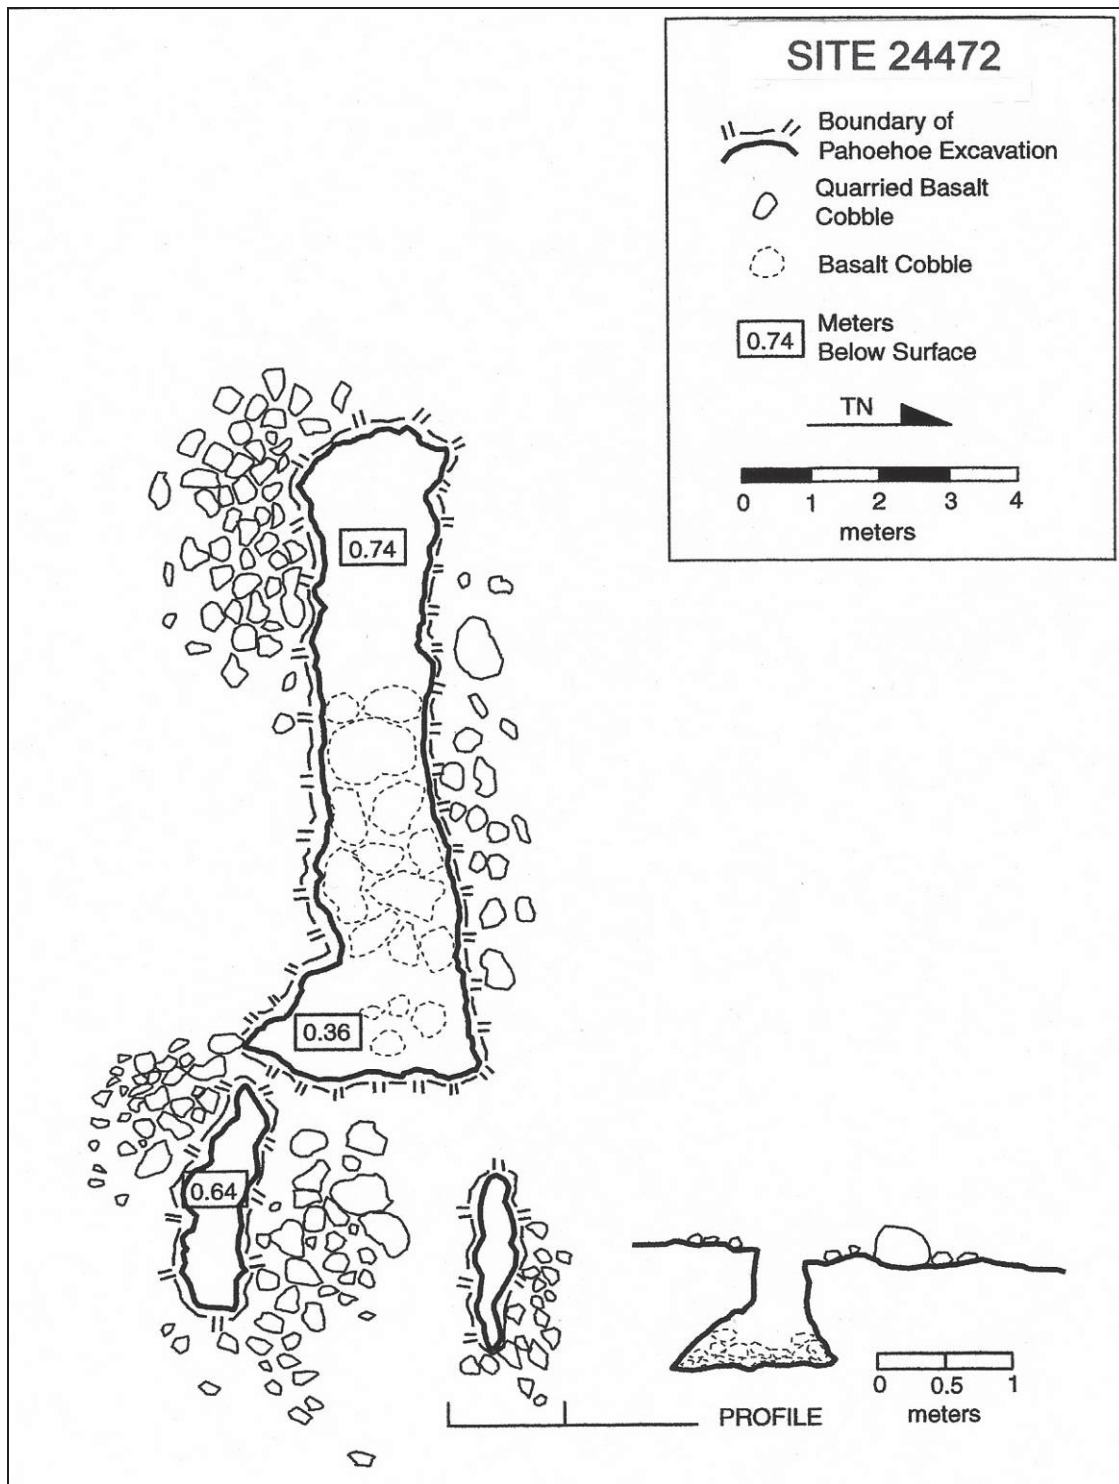 SITE 24472
Boundary of
Pahoehoe Excavation
Quarried Basalt
Cobble
Basalt Cobble
0.74
Meters
Below Surface
TN
0 1 2 3 4
meters
0.74
0.36
0.64
0 0.5 1
meters
PROFILE